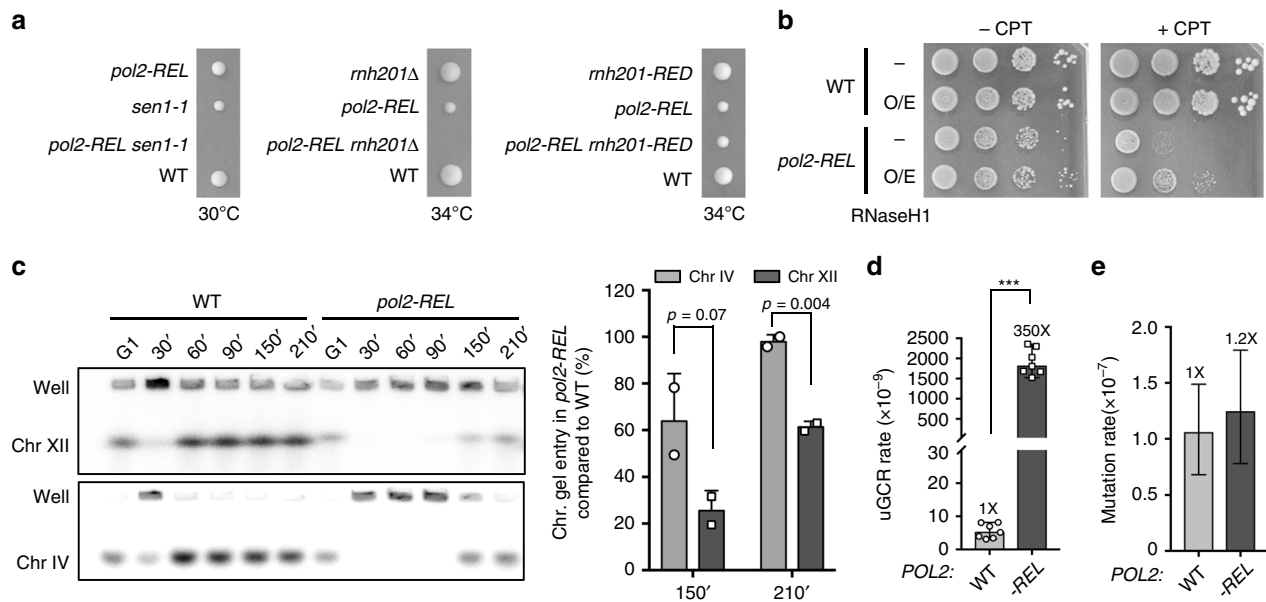 a
pol2-REL
sen1-1
pol2-REL sen1-1
WT
30°C
rnh201Δ
pol2-REL
pol2-REL rnh201Δ
WT
34°C
rnh201-RED
pol2-REL
pol2-REL rnh201-RED
WT
34°C
b
– CPT + CPT
WT
–
O/E
pol2-REL
–
O/E
RNaseH1
c
WT pol2-REL
G1 30′ 60′ 90′ 150′ 210′ G1 30′ 60′ 90′ 150′ 210′
Well
Chr XII
Well
Chr IV
Chr. gel entry in pol2-REL
compared to WT (%)
Chr IV Chr XII
120
100
80
60
40
20
0
p = 0.07
p = 0.004
150′ 210′
d
uGCR rate (×10−9)
***
350X
2500
2000
1500
1000
500
30
20
10
0
1X
POL2: WT -REL
e
Mutation rate(×10−7)
2.0
1.5
1.0
0.5
0
1X
1.2X
POL2: WT -REL